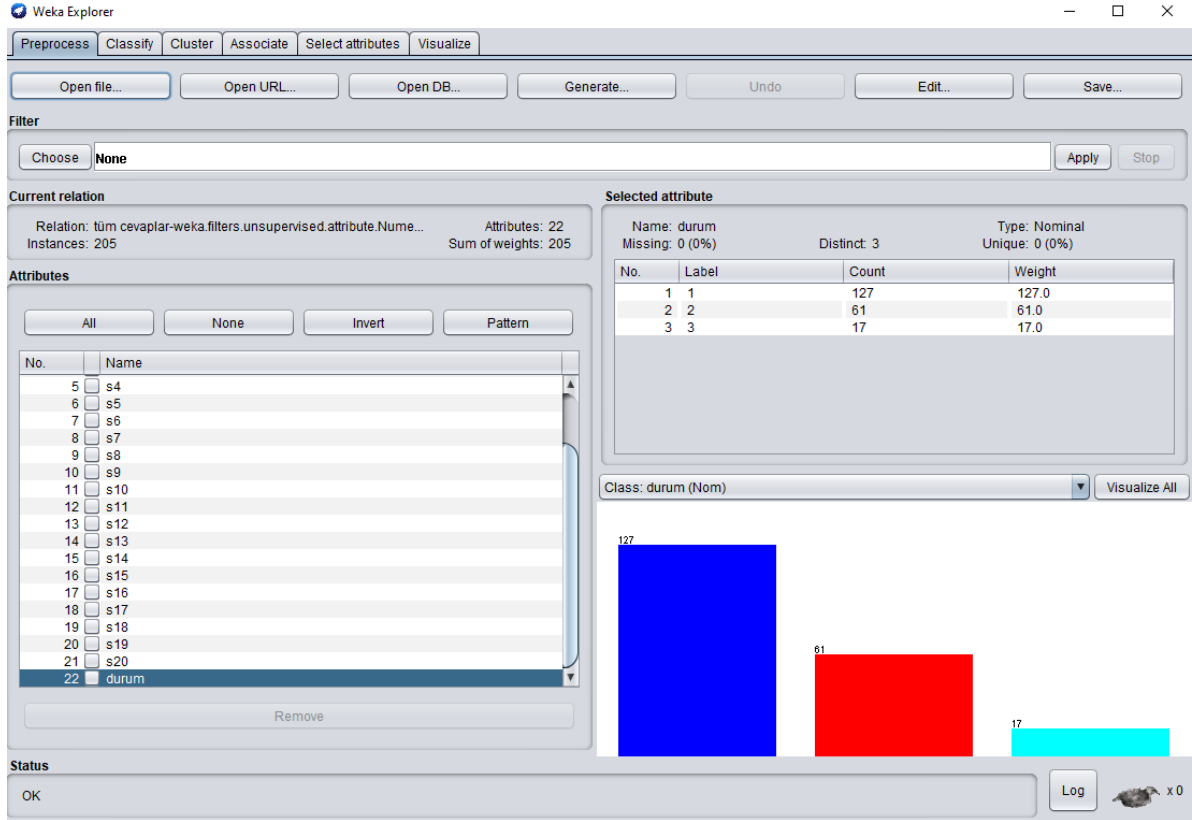 Weka Explorer
Preprocess Classify Cluster Associate Select attributes Visualize
Open file... Open URL... Open DB... Generate... Undo Edit... Save...
Filter
Choose None Apply Stop
Current relation
Relation: tüm cevaplar-weka.filters.unsupervised.attribute.Nume... Attributes: 22
Instances: 205 Sum of weights: 205
Attributes
All None Invert Pattern
No. Name
5 s4
6 s5
7 s6
8 s7
9 s8
10 s9
11 s10
12 s11
13 s12
14 s13
15 s14
16 s15
17 s16
18 s17
19 s18
20 s19
21 s20
22 durum
Remove
Selected attribute
Name: durum Type: Nominal
Missing: 0 (0%) Distinct: 3 Unique: 0 (0%)
No. Label Count Weight
1 1 127 127.0
2 2 61 61.0
3 3 17 17.0
Class: durum (Nom) Visualize All
127
61
17
Status
OK Log x 0